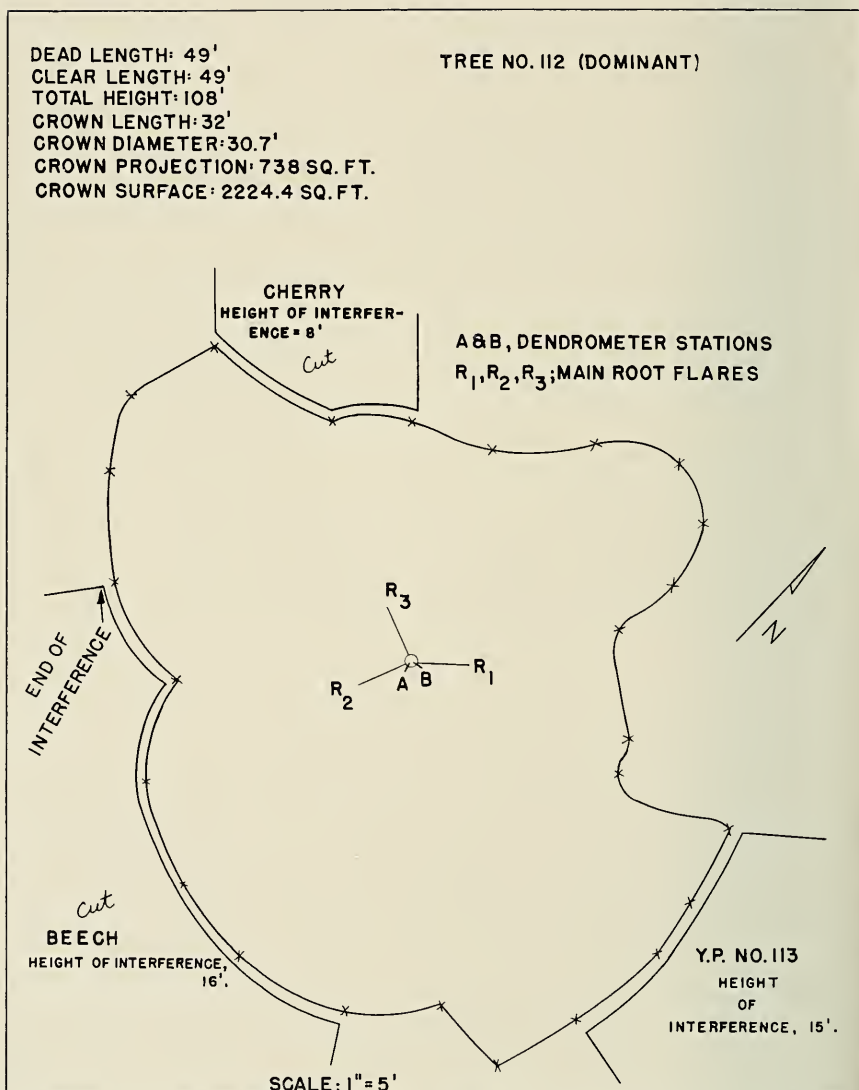 DEAD LENGTH: 49'
CLEAR LENGTH: 49'
TOTAL HEIGHT: 108'
CROWN LENGTH: 32'
CROWN DIAMETER: 30.7'
CROWN PROJECTION: 738 SQ. FT.
CROWN SURFACE: 2224.4 SQ. FT.
TREE NO. 112 (DOMINANT)
CHERRY
HEIGHT OF INTERFER-
ENCE = 8'
Cut
A & B, DENDROMETER STATIONS
R1, R2, R3; MAIN ROOT FLARES
R3
R2
A B
R1
N
END OF
INTERFERENCE
Cut
BEECH
HEIGHT OF INTERFERENCE,
16'.
Y.P. NO. 113
HEIGHT
OF
INTERFERENCE, 15'.
SCALE: 1" = 5'